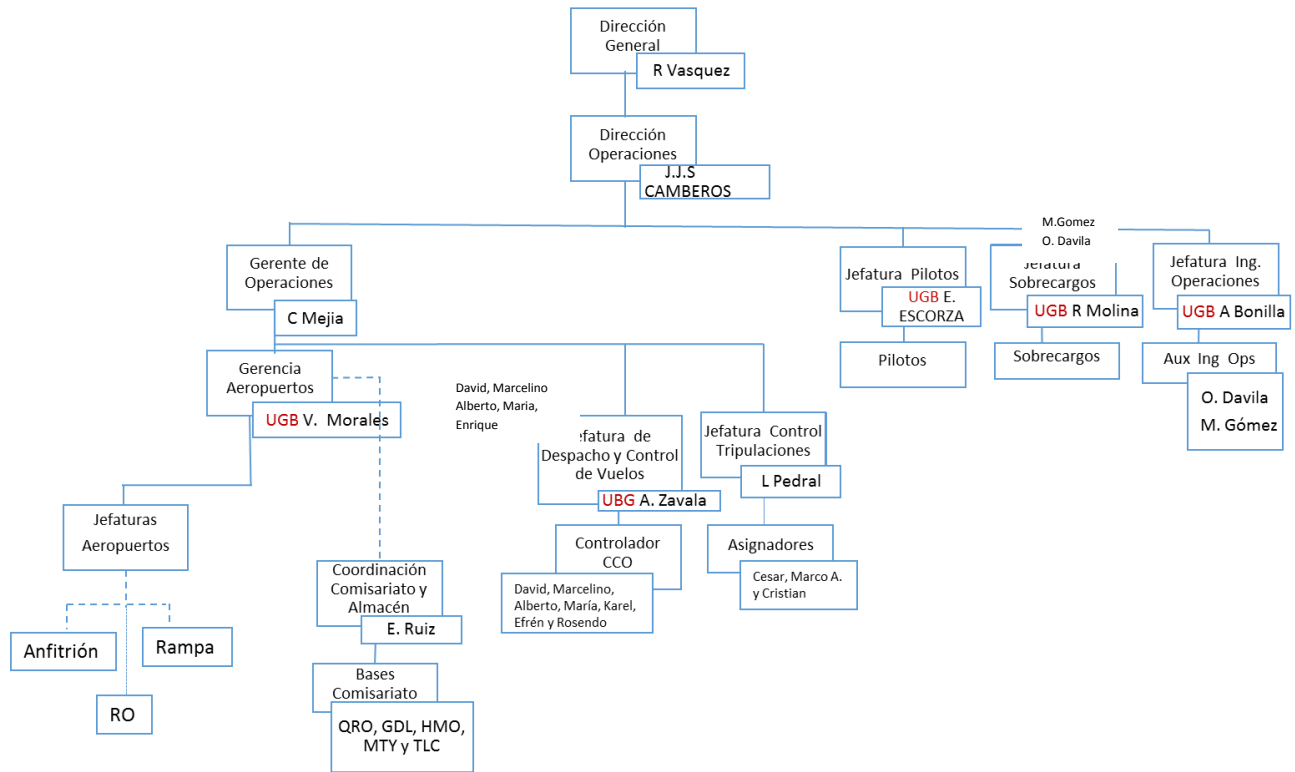 Dirección
General
R Vasquez
Dirección
Operaciones
J.J.S
CAMBEROS
M.Gomez
O. Davila
Gerente de
Operaciones
C Mejia
Jefatura Pilotos
UGB E.
ESCORZA
Jefatura
Sobrecargos
UGB R Molina
Jefatura Ing.
Operaciones
UGB A Bonilla
Pilotos
Sobrecargos
Aux Ing Ops
O. Davila
M. Gómez
Gerencia
Aeropuertos
UGB V. Morales
David, Marcelino
Alberto, Maria,
Enrique
efatura de
Despacho y Control
de Vuelos
UBG A. Zavala
Jefatura Control
Tripulaciones
L Pedral
Jefaturas
Aeropuertos
Controlador
CCO
David, Marcelino,
Alberto, María, Karel,
Efrén y Rosendo
Asignadores
Cesar, Marco A.
y Cristian
Coordinación
Comisariato y
Almacén
E. Ruiz
Anfitrión
Rampa
RO
Bases
Comisariato
QRO, GDL, HMO,
MTY y TLC